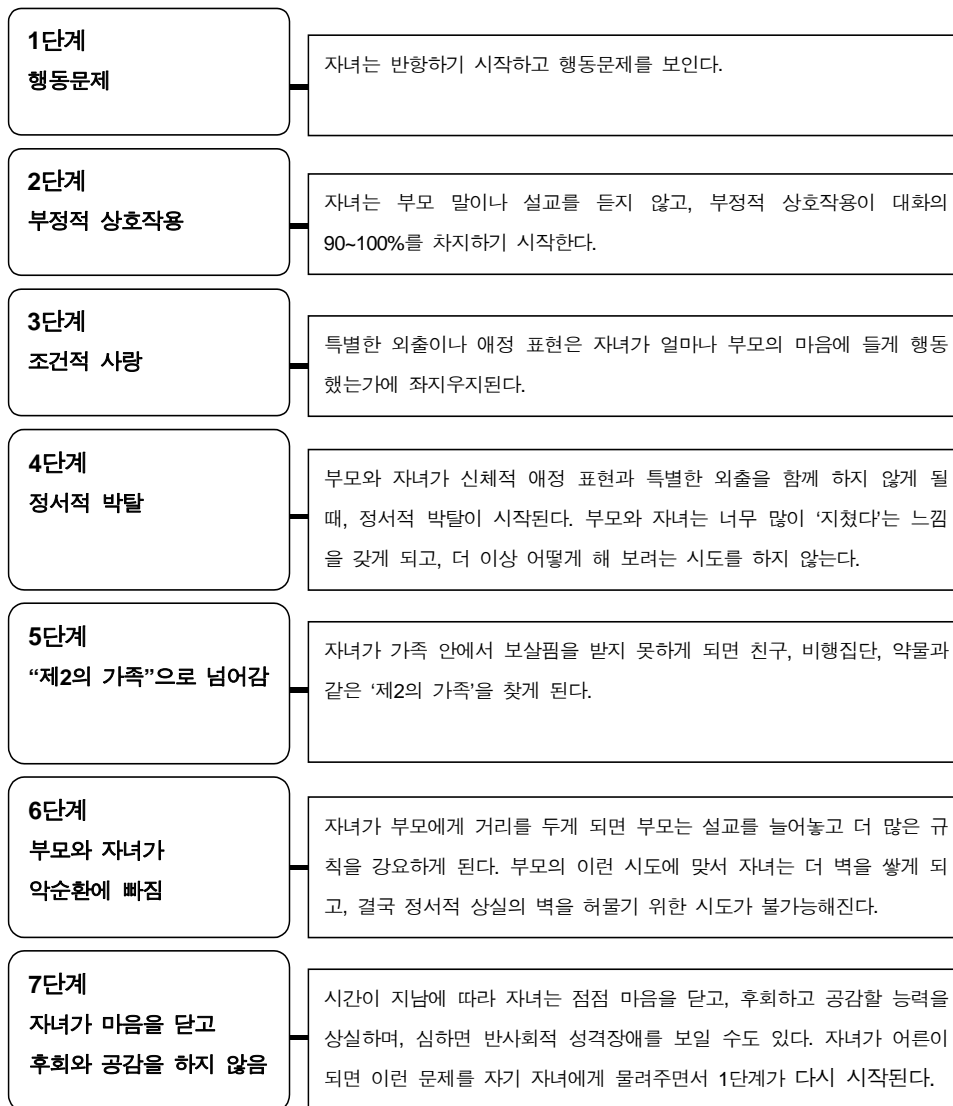 1단계
행동문제
자녀는 반항하기 시작하고 행동문제를 보인다.
2단계
부정적 상호작용
자녀는 부모 말이나 설교를 듣지 않고, 부정적 상호작용이 대화의
90~100%를 차지하기 시작한다.
3단계
조건적 사랑
특별한 외출이나 애정 표현은 자녀가 얼마나 부모의 마음에 들게 행동
했는가에 좌지우지된다.
4단계
정서적 박탈
부모와 자녀가 신체적 애정 표현과 특별한 외출을 함께 하지 않게 될
때, 정서적 박탈이 시작된다. 부모와 자녀는 너무 많이 ‘지쳤다’는 느낌
을 갖게 되고, 더 이상 어떻게 해 보려는 시도를 하지 않는다.
5단계
“제2의 가족”으로 넘어감
자녀가 가족 안에서 보살핌을 받지 못하게 되면 친구, 비행집단, 약물과
같은 ‘제2의 가족’을 찾게 된다.
6단계
부모와 자녀가
악순환에 빠짐
자녀가 부모에게 거리를 두게 되면 부모는 설교를 늘어놓고 더 많은 규
칙을 강요하게 된다. 부모의 이런 시도에 맞서 자녀는 더 벽을 쌓게 되
고, 결국 정서적 상실의 벽을 허물기 위한 시도가 불가능해진다.
7단계
자녀가 마음을 닫고
후회와 공감을 하지 않음
시간이 지남에 따라 자녀는 점점 마음을 닫고, 후회하고 공감할 능력을
상실하며, 심하면 반사회적 성격장애를 보일 수도 있다. 자녀가 어른이
되면 이런 문제를 자기 자녀에게 물려주면서 1단계가 다시 시작된다.